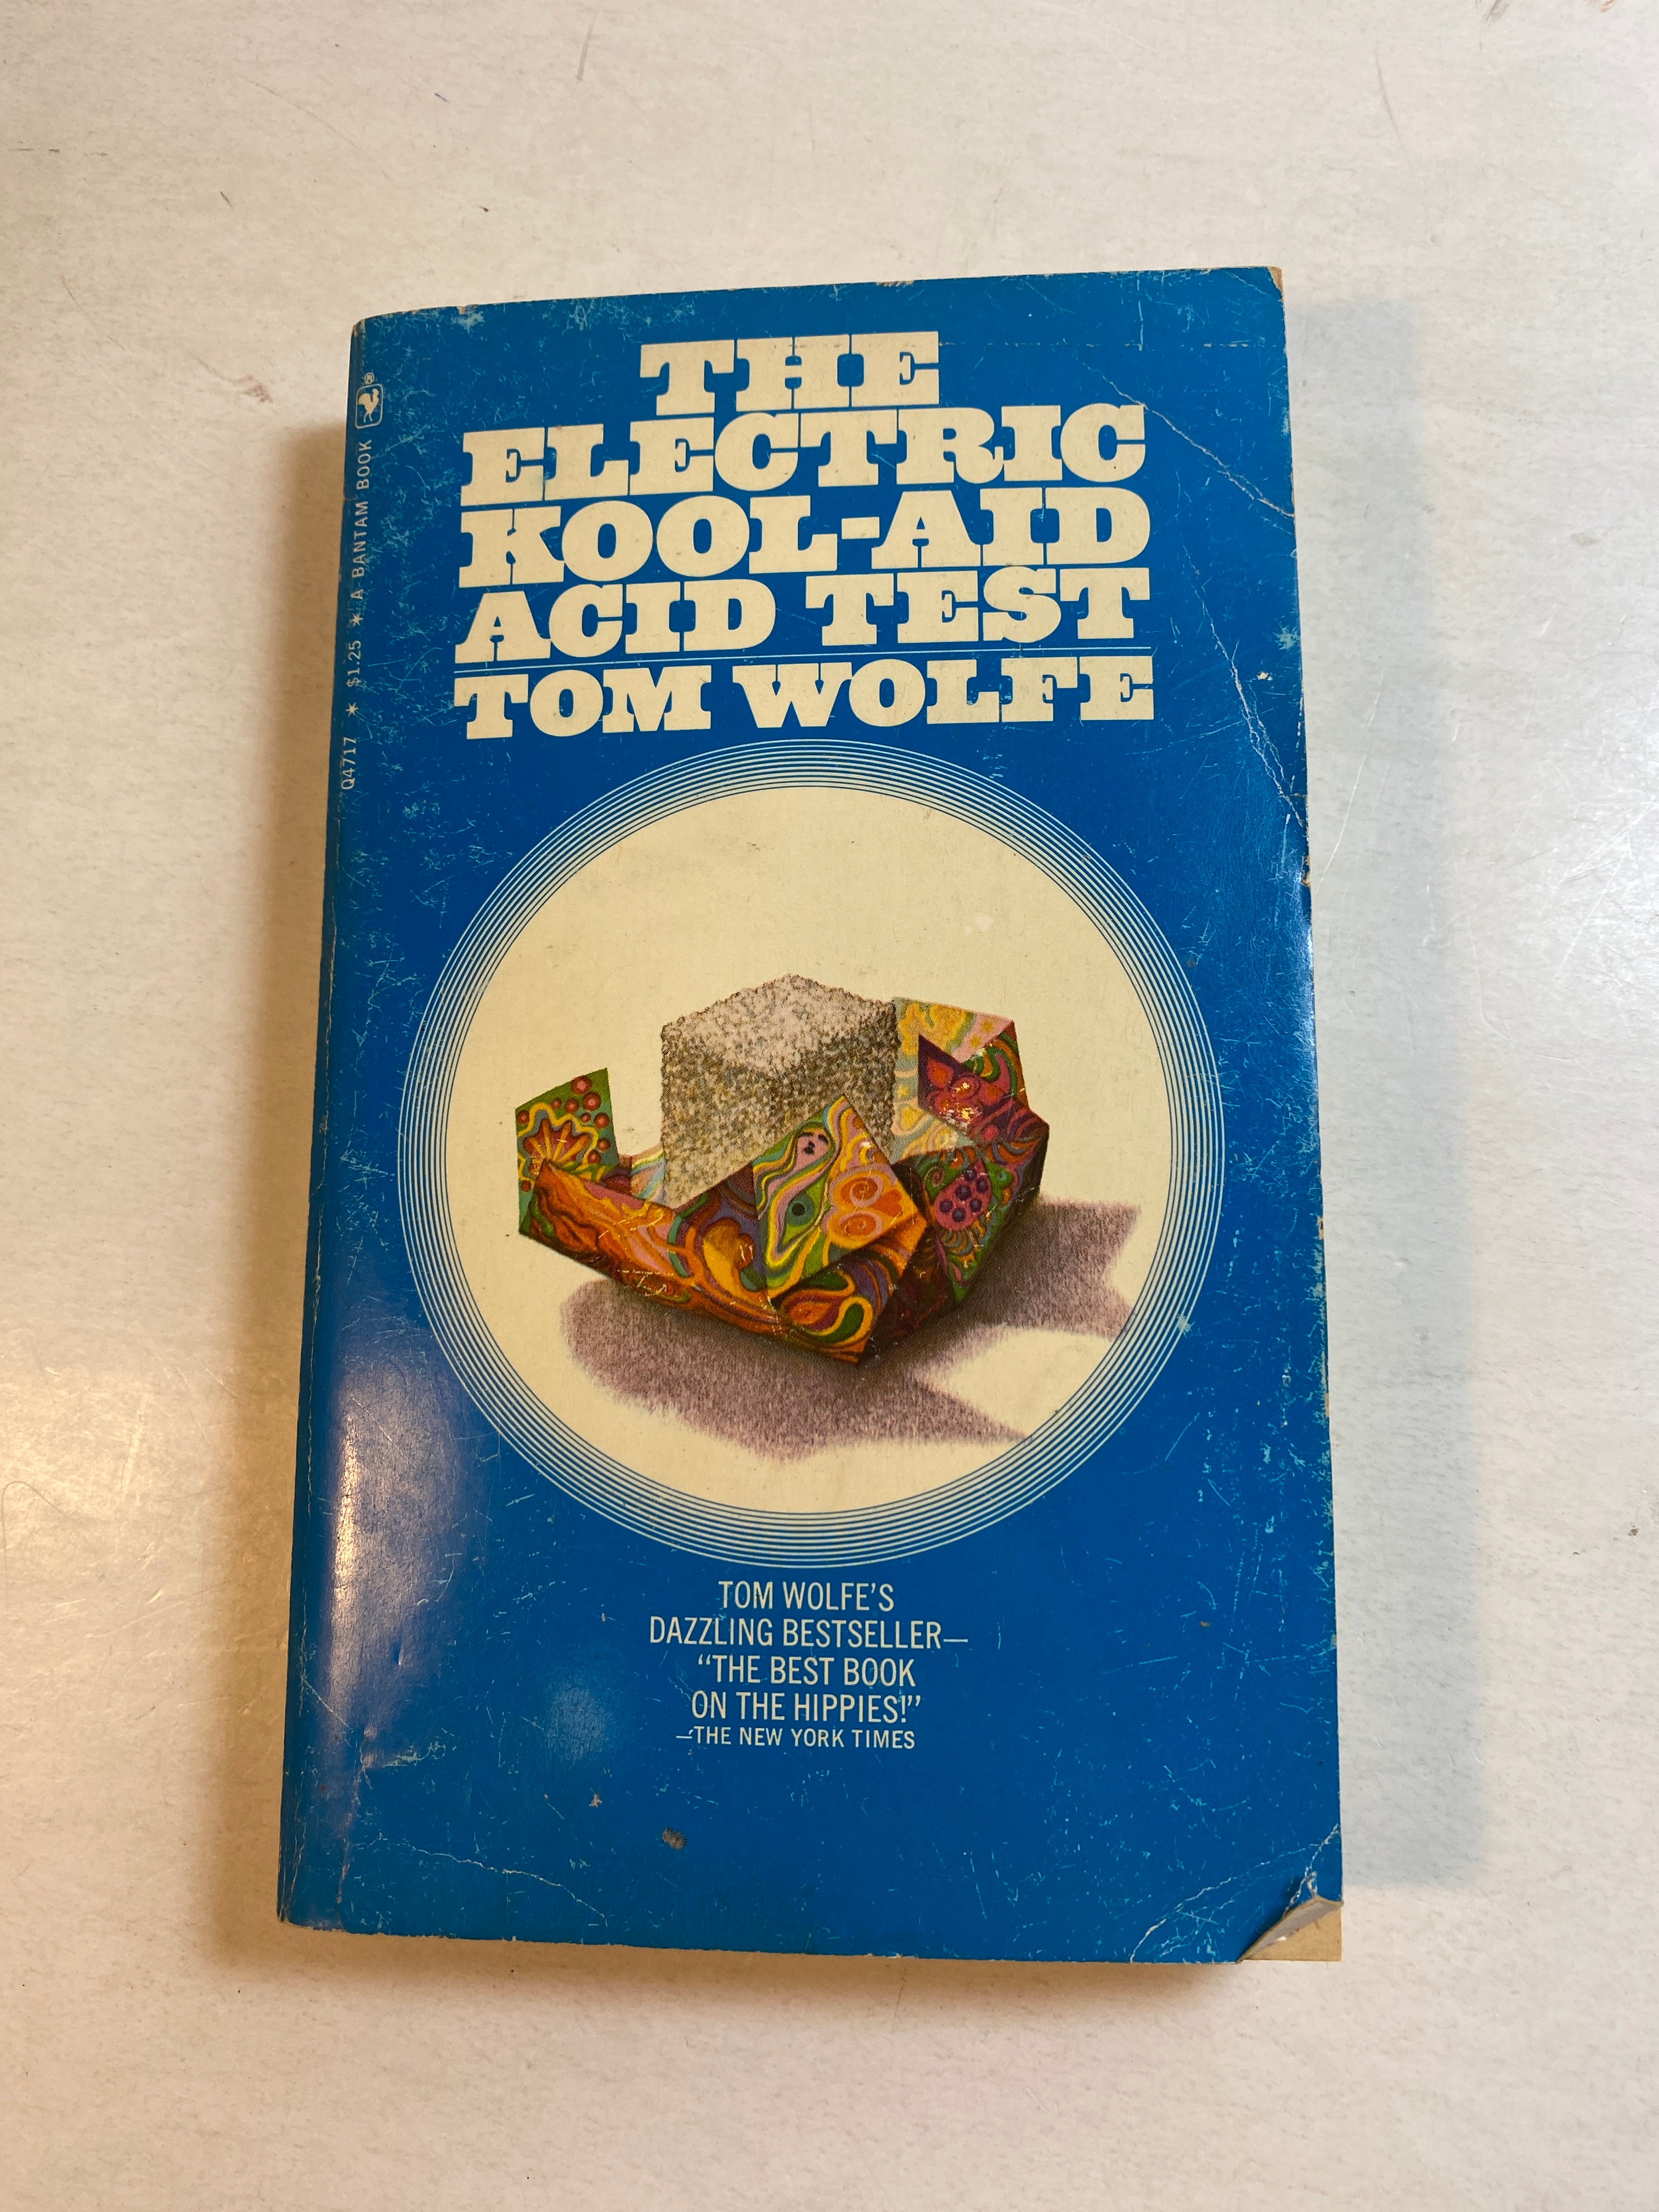 THE
ELECTRIC
KOOL-AID
ACID TEST
TOM WOLFE
Q4717 * $1.25 * A BANTAM BOOK ®
TOM WOLFE'S
DAZZLING BESTSELLER—
“THE BEST BOOK
ON THE HIPPIES!”
—THE NEW YORK TIMES